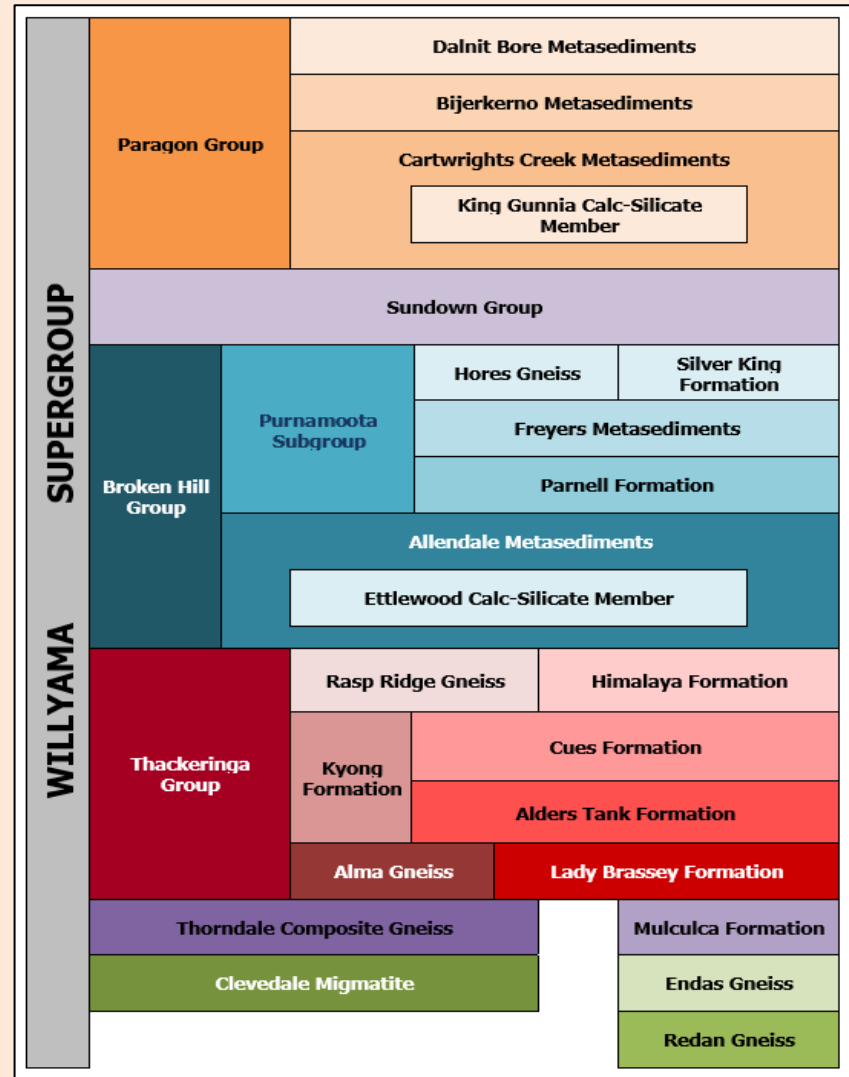 WILLYAMA SUPERGROUP
Paragon Group
Dalnit Bore Metasediments
Bijerkerno Metasediments
Cartwrights Creek Metasediments
King Gunnia Calc-Silicate
Member
Sundown Group
Broken Hill
Group
Purnamoota
Subgroup
Hores Gneiss
Silver King
Formation
Freyers Metasediments
Parnell Formation
Allendale Metasediments
Ettlewood Calc-Silicate Member
Thackeringa
Group
Rasp Ridge Gneiss
Himalaya Formation
Kyong
Formation
Cues Formation
Alders Tank Formation
Alma Gneiss
Lady Brassey Formation
Thorndale Composite Gneiss
Mulculca Formation
Clevedale Migmatite
Endas Gneiss
Redan Gneiss